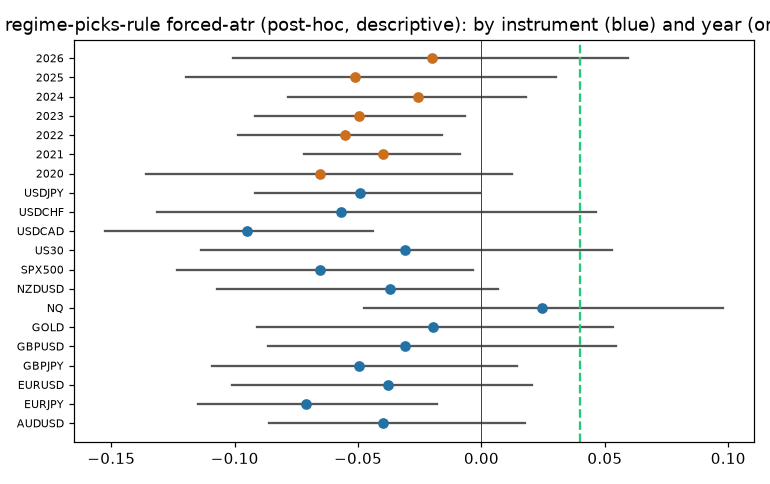 regime-picks-rule forced-atr (post-hoc, descriptive): by instrument (blue) and year (or
2026
2025
2024
2023
2022
2021
2020
USDJPY
USDCHF
USDCAD
US30
SPX500
NZDUSD
NQ
GOLD
GBPUSD
GBPJPY
EURUSD
EURJPY
AUDUSD
−0.15 −0.10 −0.05 0.00 0.05 0.10